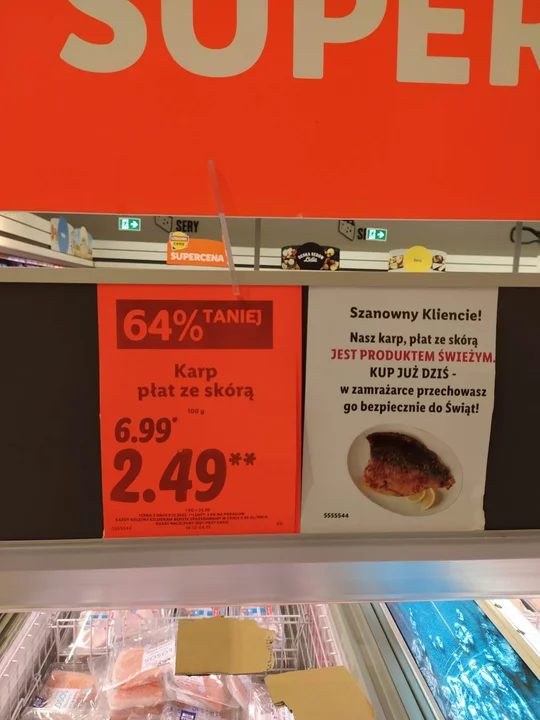 SUPER
SERY
SUPERCENA
64% TANIEJ
Karp
płat ze skórą
100 g
6.99*
2.49**
Szanowny Kliencie!
Nasz karp, płat ze skórą
JEST PRODUKTEM ŚWIEŻYM.
KUP JUŻ DZIŚ -
w zamrażarce przechowasz
go bezpiecznie do Świąt!
5555544